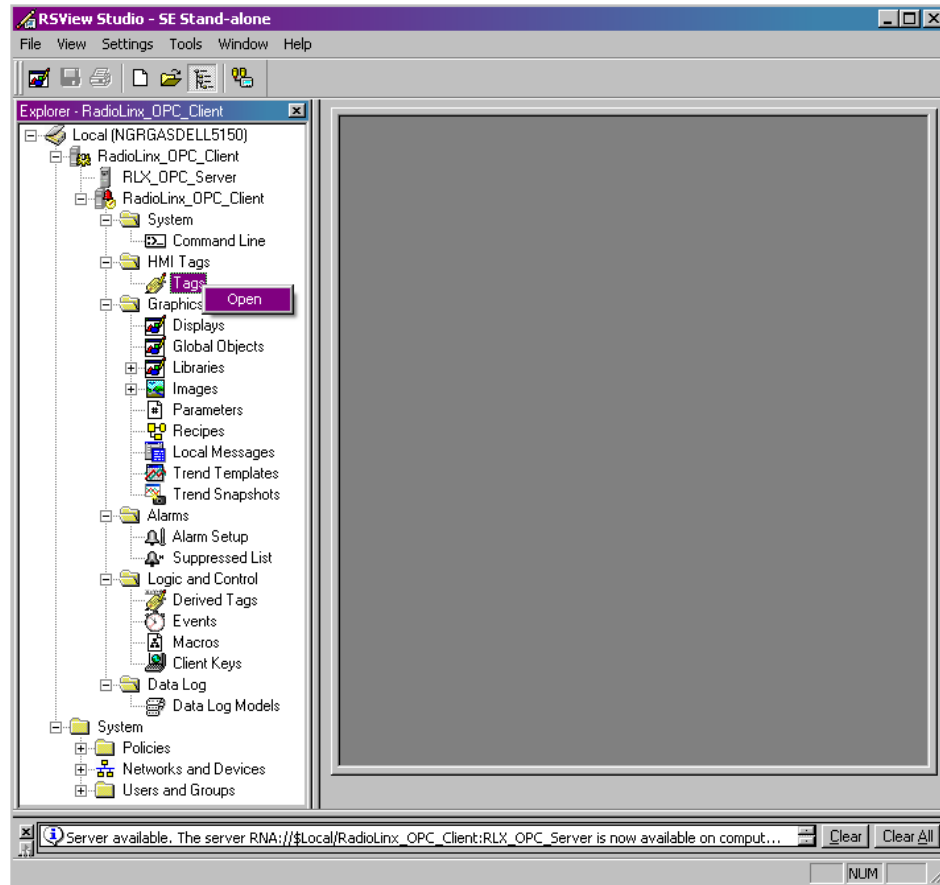 RSView Studio - SE Stand-alone
File View Settings Tools Window Help
Explorer - RadioLinx_OPC_Client
Local (NGRGASDELL5150)
RadioLinx_OPC_Client
RLX_OPC_Server
RadioLinx_OPC_Client
System
Command Line
HMI Tags
Tags
Open
Graphics
Displays
Global Objects
Libraries
Images
Parameters
Recipes
Local Messages
Trend Templates
Trend Snapshots
Alarms
Alarm Setup
Suppressed List
Logic and Control
Derived Tags
Events
Macros
Client Keys
Data Log
Data Log Models
System
Policies
Networks and Devices
Users and Groups
Server available. The server RNA://$Local/RadioLinx_OPC_Client:RLX_OPC_Server is now available on comput... Clear Clear All
NUM